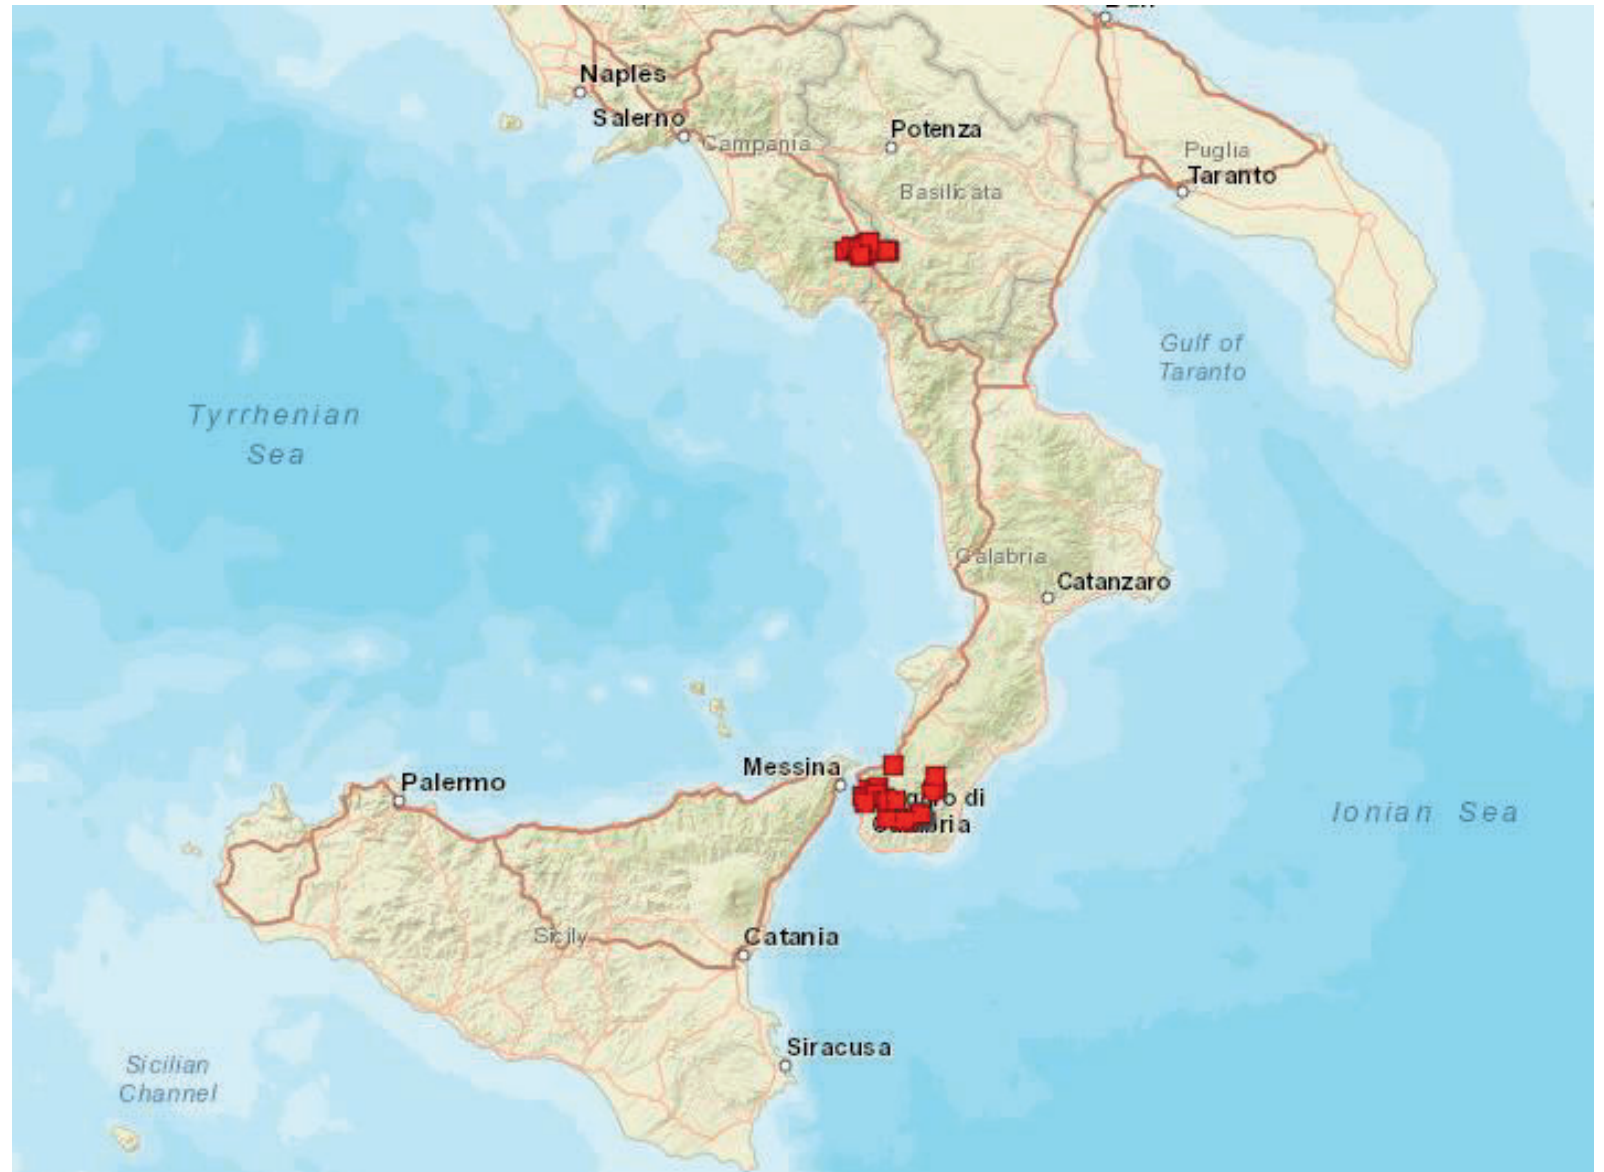 Naples
Salerno
Campania
Potenza
Basilicata
Puglia
Taranto
Gulf of
Taranto
Tyrrhenian
Sea
Calabria
Catanzaro
Messina
Palermo
di
Ionian Sea
Sicily
Catania
Siracusa
Sicilian
Channel